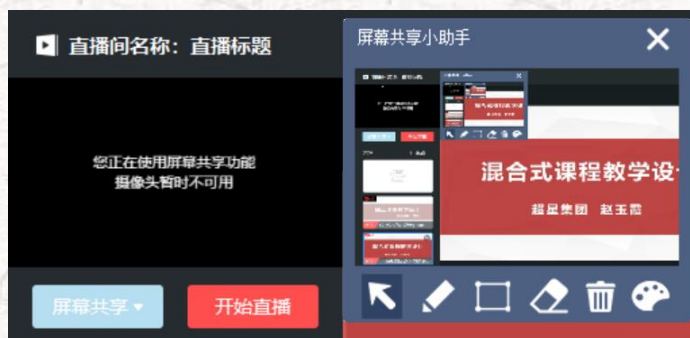 直播间名称：直播标题
您正在使用屏幕共享功能
摄像头暂时不可用
屏幕共享
开始直播
屏幕共享小助手
混合式课程教学设
超星集团 赵玉霞